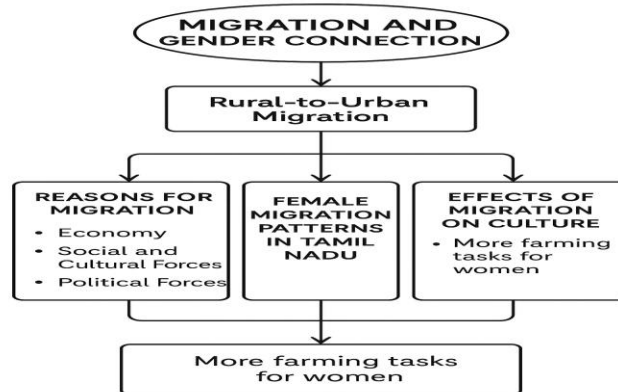 MIGRATION AND
GENDER CONNECTION
Rural-to-Urban
Migration
REASONS FOR
MIGRATION
• Economy
• Social and
Cultural Forces
• Political Forces
FEMALE
MIGRATION
PATTERNS
IN TAMIL
NADU
EFFECTS OF
MIGRATION
ON CULTURE
• More farming
tasks for
women
More farming tasks
for women